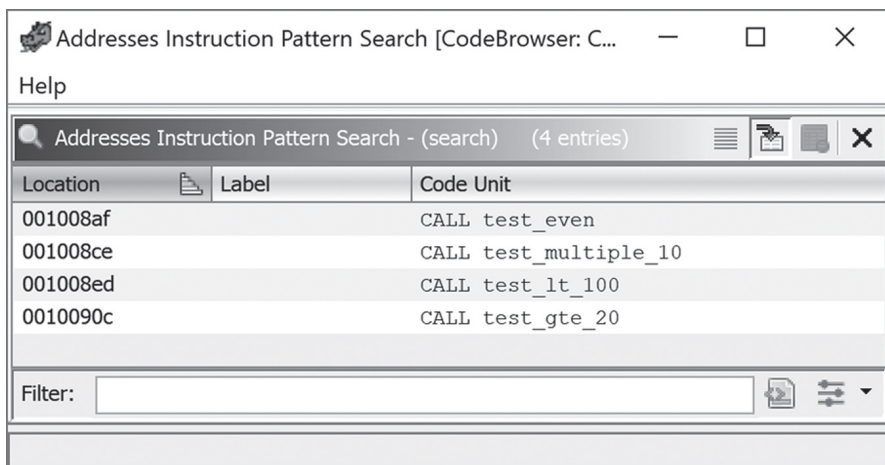 Addresses Instruction Pattern Search [CodeBrowser: C...
Help
Addresses Instruction Pattern Search - (search) (4 entries)
Location Label Code Unit
001008af CALL test_even
001008ce CALL test_multiple_10
001008ed CALL test_lt_100
0010090c CALL test_gte_20
Filter: